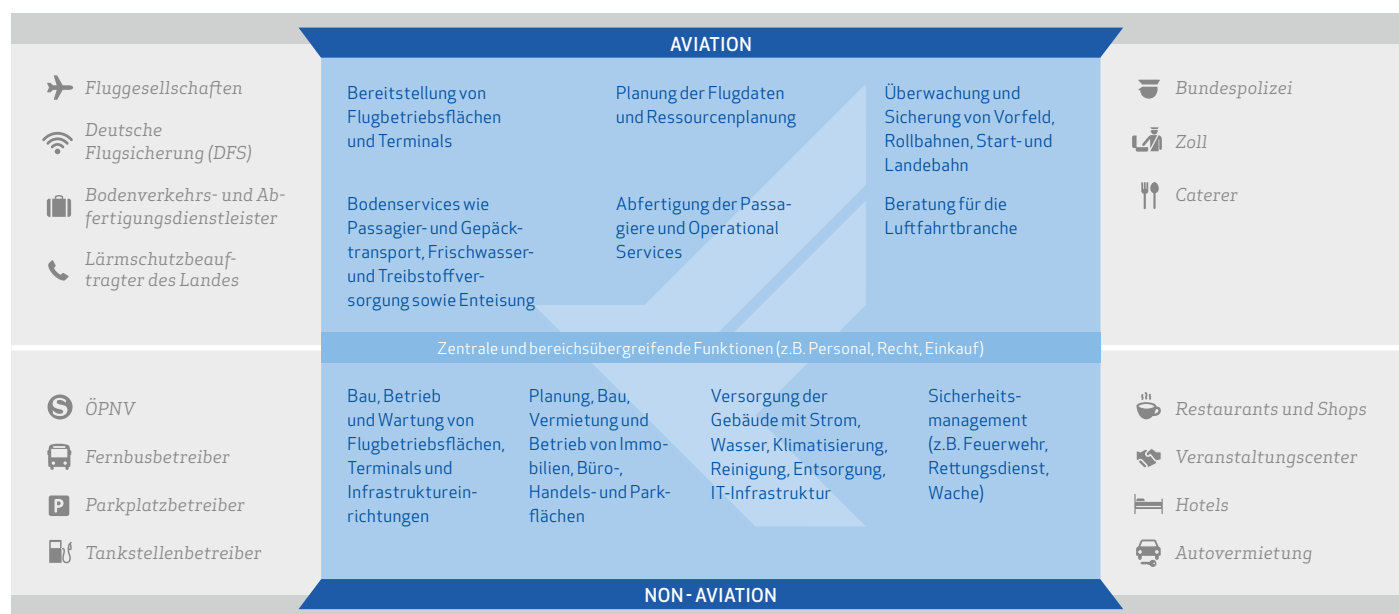 AVIATION
Fluggesellschaften
Deutsche
Flugsicherung (DFS)
Bodenverkehrs- und Ab-
fertigungsdienstleister
Lärmschutzbeauf-
tragter des Landes
Bereitstellung von
Flugbetriebsflächen
und Terminals
Planung der Flugdaten
und Ressourcenplanung
Überwachung und
Sicherung von Vorfeld,
Rollbahnen, Start- und
Landebahn
Bodenservices wie
Passagier- und Gepäck-
transport, Frischwasser-
und Treibstoffver-
sorgung sowie Enteisung
Abfertigung der Passa-
giere und Operational
Services
Beratung für die
Luftfahrtbranche
Bundespolizei
Zoll
Caterer
Zentrale und bereichsübergreifende Funktionen (z.B. Personal, Recht, Einkauf)
S ÖPNV
Fernbusbetreiber
P Parkplatzbetreiber
Tankstellenbetreiber
Bau, Betrieb
und Wartung von
Flugbetriebsflächen,
Terminals und
Infrastrukturein-
richtungen
Planung, Bau,
Vermietung und
Betrieb von Immo-
bilien, Büro-,
Handels- und Park-
flächen
Versorgung der
Gebäude mit Strom,
Wasser, Klimatisierung,
Reinigung, Entsorgung,
IT-Infrastruktur
Sicherheits-
management
(z.B. Feuerwehr,
Rettungsdienst,
Wache)
Restaurants und Shops
Veranstaltungscenter
Hotels
Autovermietung
NON-AVIATION